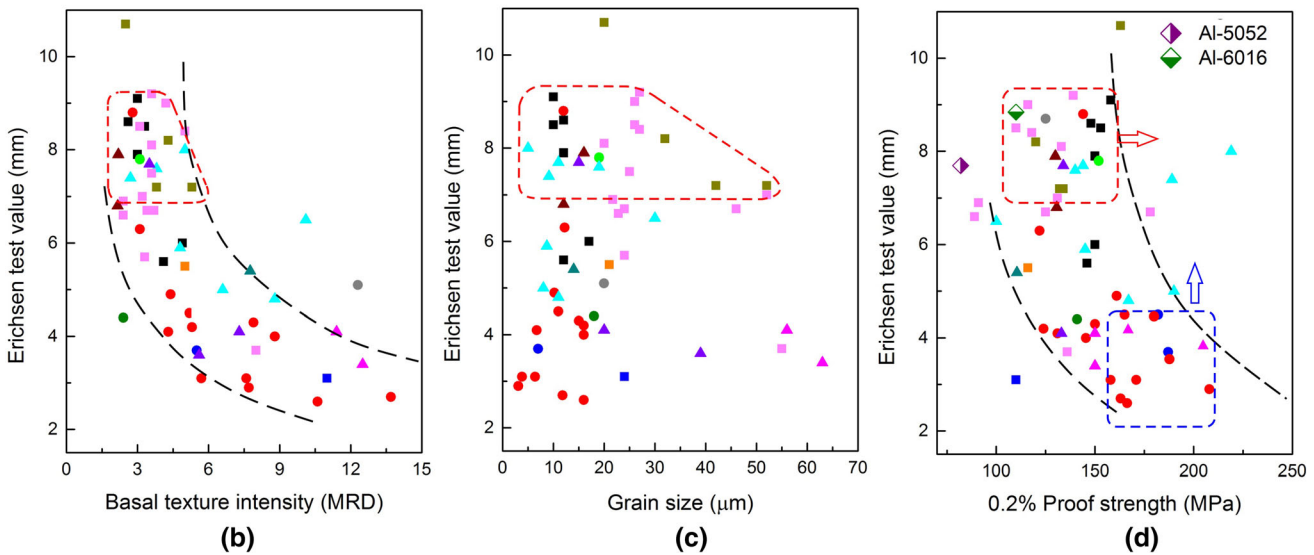 Erichsen test value (mm)
10
8
6
4
2
0 3 6 9 12 15
Basal texture intensity (MRD)
(b)
Erichsen test value (mm)
10
8
6
4
2
0 10 20 30 40 50 60 70
Grain size (μm)
(c)
Al-5052
Al-6016
Erichsen test value (mm)
10
8
6
4
2
100 150 200 250
0.2% Proof strength (MPa)
(d)